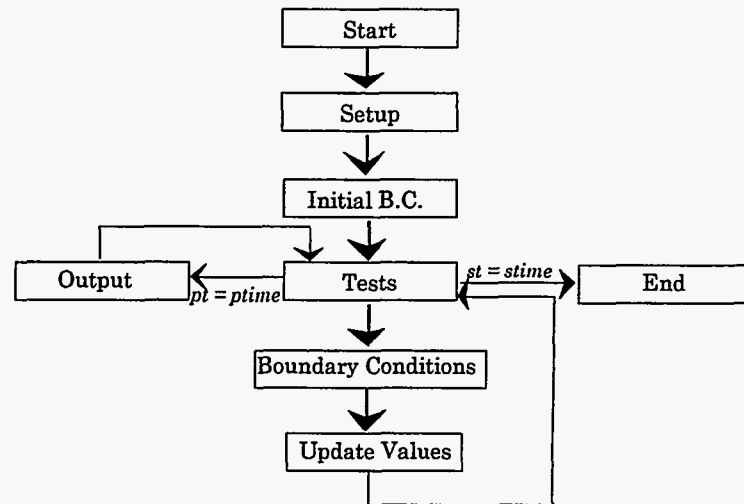 Start
Setup
Initial B.C.
Output
pt = ptime
Tests
st = stime
End
Boundary Conditions
Update Values